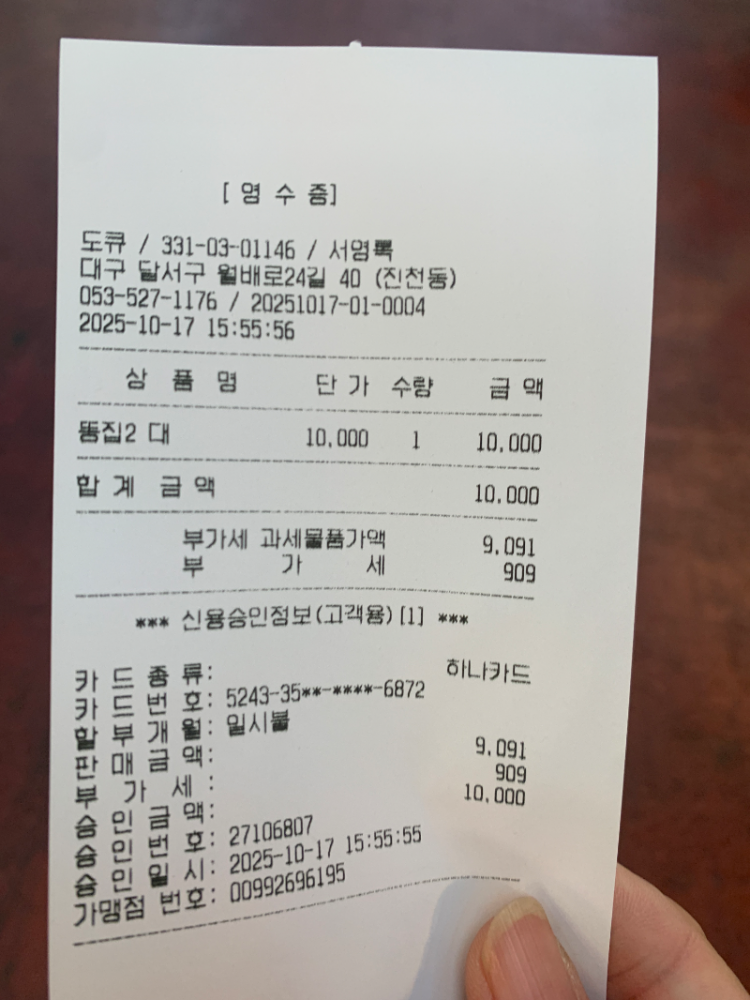 [ 영 수 증]
도큐 / 331-03-01146 / 서영록
대구 달서구 월배로24길 40 (진천동)
053-527-1176 / 20251017-01-0004
2025-10-17 15:55:56
상 품 명 단 가 수량 금 액
똥집2 대 10,000 1 10,000
합 계 금 액 10,000
부가세 과세물품가액 9,091
부 가 세 909
*** 신용승인정보(고객용)[1] ***
카 드 종 류: 하나카드
카 드 번 호: 5243-35**-****-6872
할 부 개 월: 일시불
판 매 금 액: 9,091
부 가 세 : 909
승 인 금 액: 10,000
승 인 번 호: 27106807
승 인 일 시: 2025-10-17 15:55:55
가맹점 번호: 00992696195